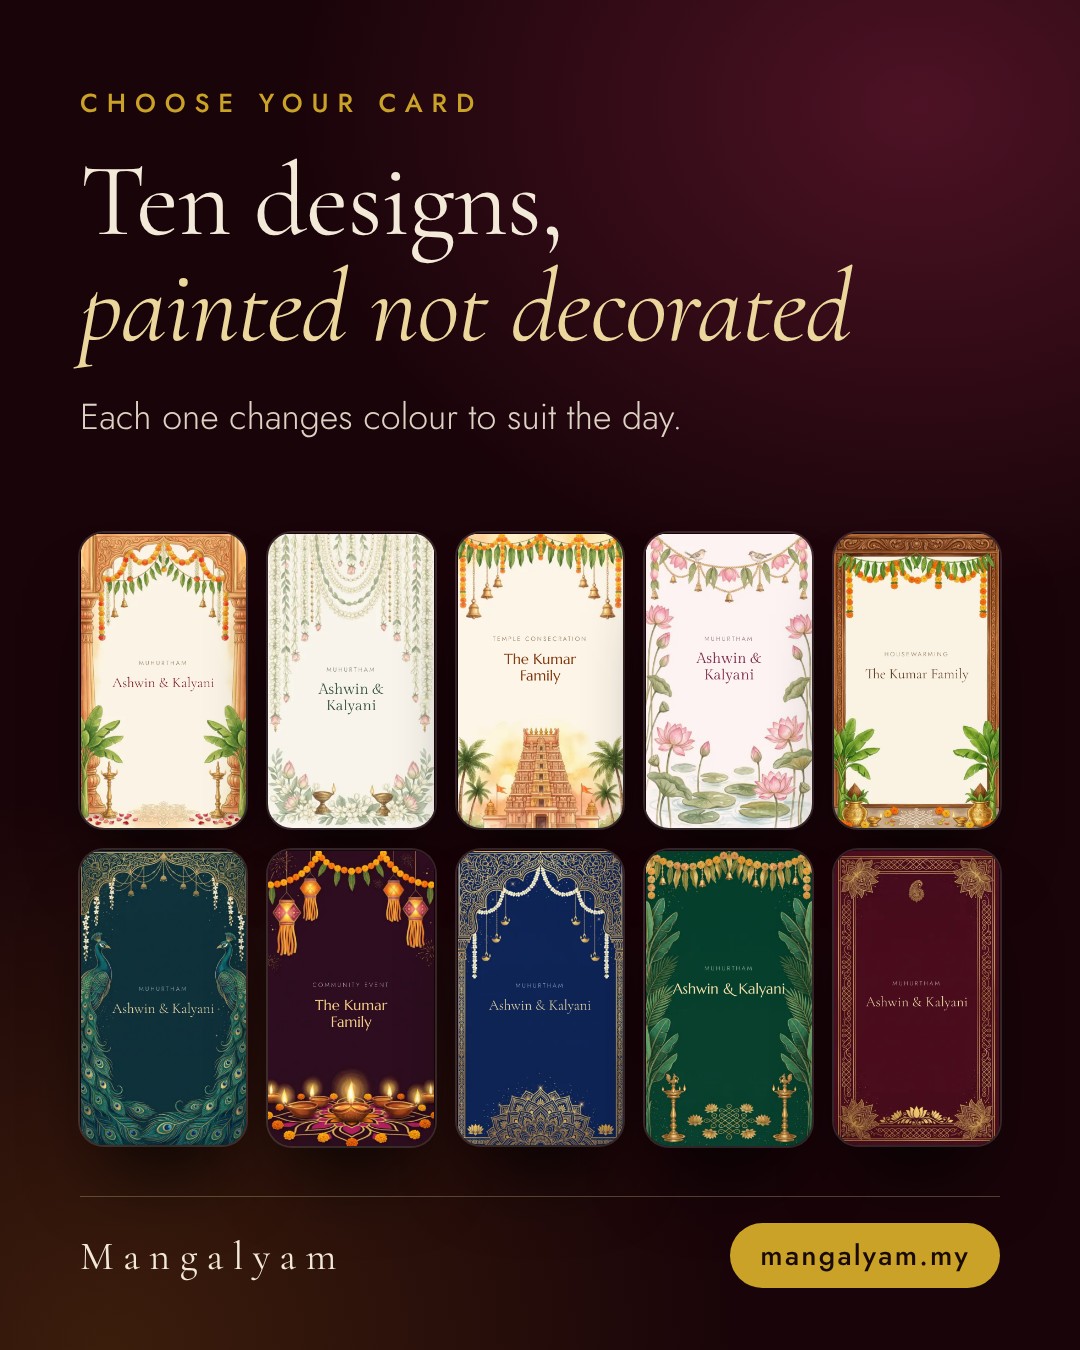 CHOOSE YOUR CARD
Ten designs,
painted not decorated
Each one changes colour to suit the day.
MUHURTHAM
Ashwin & Kalyani
MUHURTHAM
Ashwin &
Kalyani
TEMPLE CONSECRATION
The Kumar
Family
MUHURTHAM
Ashwin &
Kalyani
HOUSEWARMING
The Kumar Family
MUHURTHAM
Ashwin & Kalyani
COMMUNITY EVENT
The Kumar
Family
MUHURTHAM
Ashwin & Kalyani
MUHURTHAM
Ashwin & Kalyani
MUHURTHAM
Ashwin & Kalyani
Mangalyam
mangalyam.my